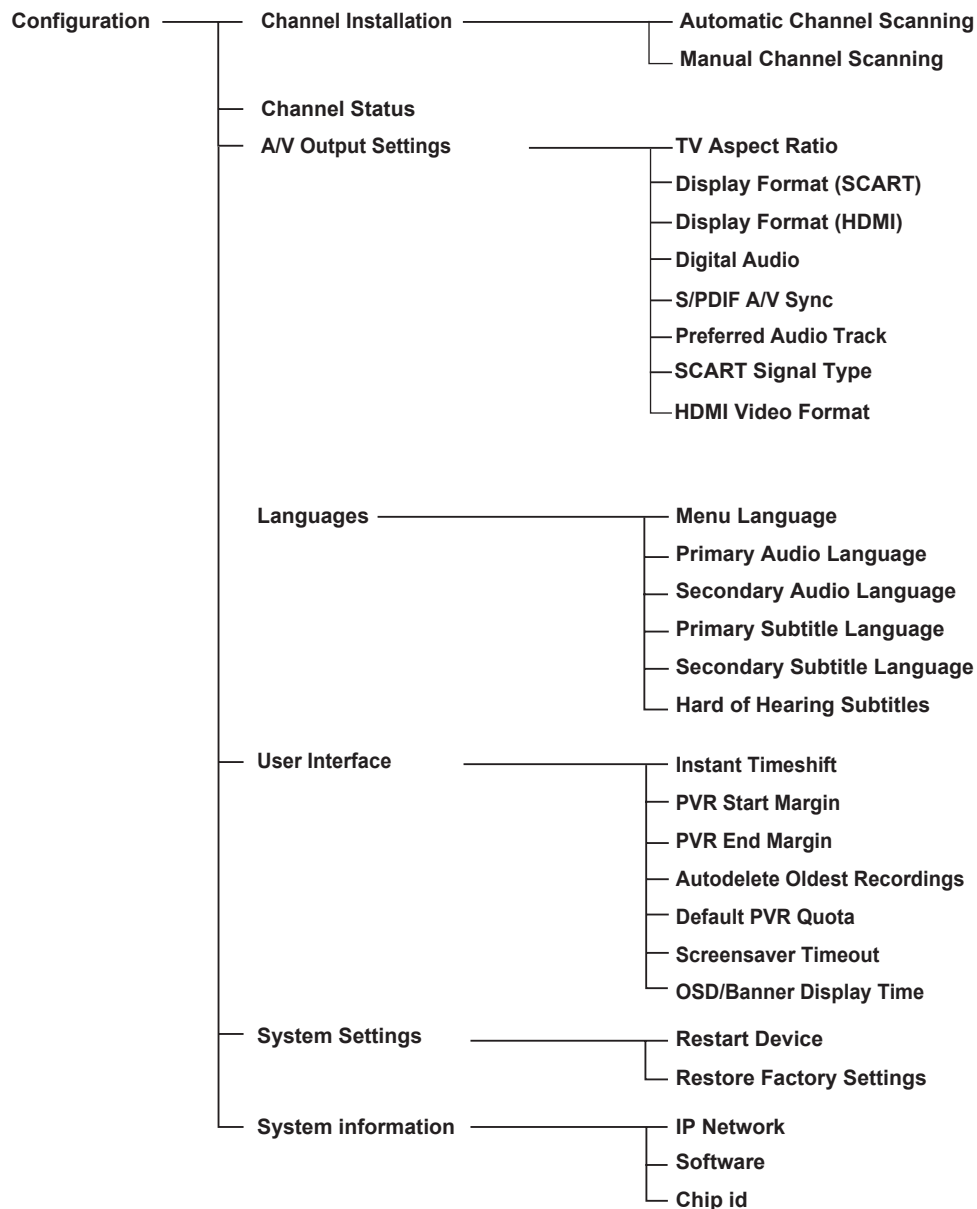 Configuration
Channel Installation
Automatic Channel Scanning
Manual Channel Scanning
Channel Status
A/V Output Settings
TV Aspect Ratio
Display Format (SCART)
Display Format (HDMI)
Digital Audio
S/PDIF A/V Sync
Preferred Audio Track
SCART Signal Type
HDMI Video Format
Languages
Menu Language
Primary Audio Language
Secondary Audio Language
Primary Subtitle Language
Secondary Subtitle Language
Hard of Hearing Subtitles
User Interface
Instant Timeshift
PVR Start Margin
PVR End Margin
Autodelete Oldest Recordings
Default PVR Quota
Screensaver Timeout
OSD/Banner Display Time
System Settings
Restart Device
Restore Factory Settings
System information
IP Network
Software
Chip id